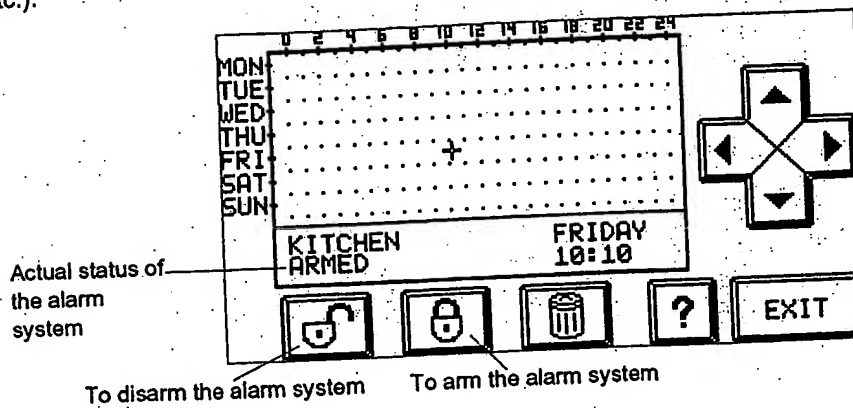 c.).
0 2 4 6 8 10 12 14 16 18 20 22 24
MON
TUE
WED
THU
FRI
SAT
SUN
KITCHEN FRIDAY
ARMED 10:10
Actual status of
the alarm
system
? EXIT
To disarm the alarm system To arm the alarm system